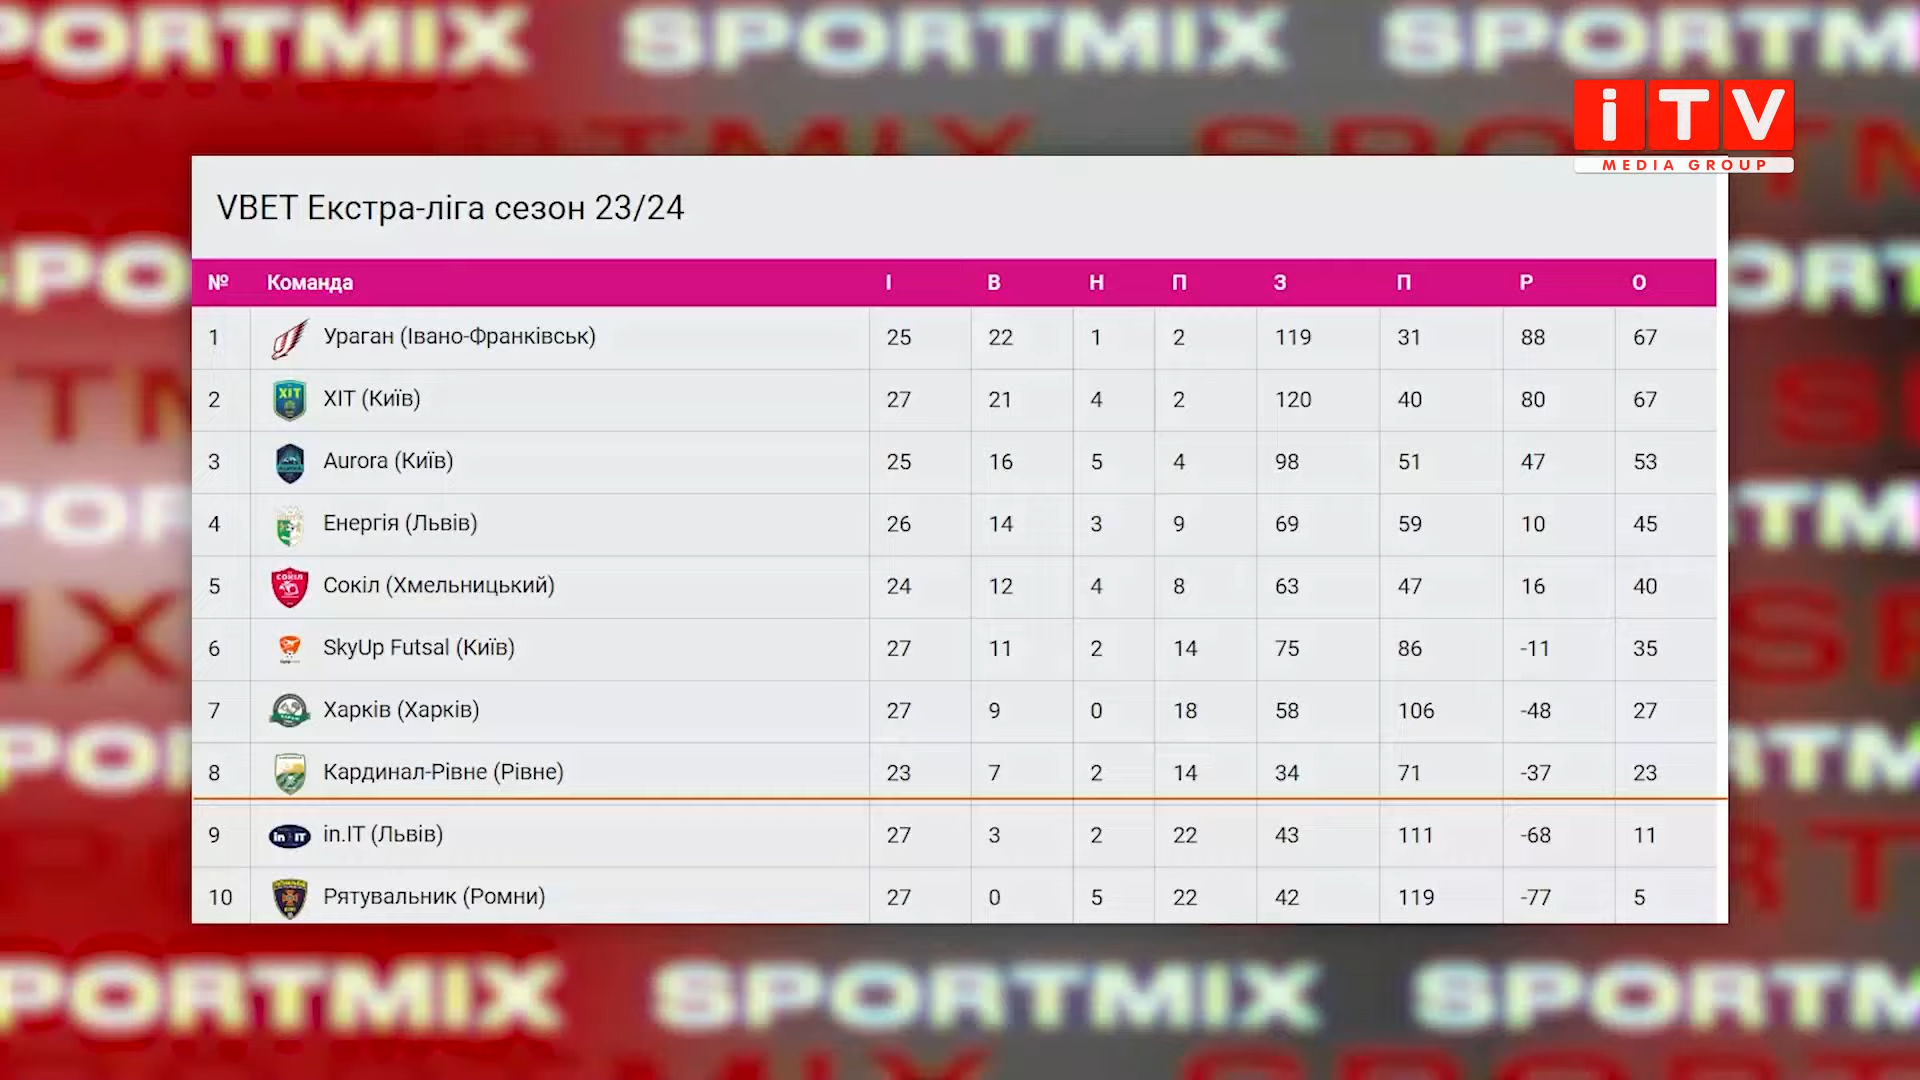 PORTMIX SPORTMIX SPORTM
iTV
MEDIA GROUP
VBET Екстра-ліга сезон 23/24
№ Команда І В Н П З П Р О
1 Ураган (Івано-Франківськ) 25 22 1 2 119 31 88 67
2 ХІТ (Київ) 27 21 4 2 120 40 80 67
3 Aurora (Київ) 25 16 5 4 98 51 47 53
4 Енергія (Львів) 26 14 3 9 69 59 10 45
5 Сокіл (Хмельницький) 24 12 4 8 63 47 16 40
6 SkyUp Futsal (Київ) 27 11 2 14 75 86 -11 35
7 Харків (Харків) 27 9 0 18 58 106 -48 27
8 Кардинал-Рівне (Рівне) 23 7 2 14 34 71 -37 23
9 in.IT (Львів) 27 3 2 22 43 111 -68 11
10 Рятувальник (Ромни) 27 0 5 22 42 119 -77 5
PORTMIX SPORTMIX SPORTM